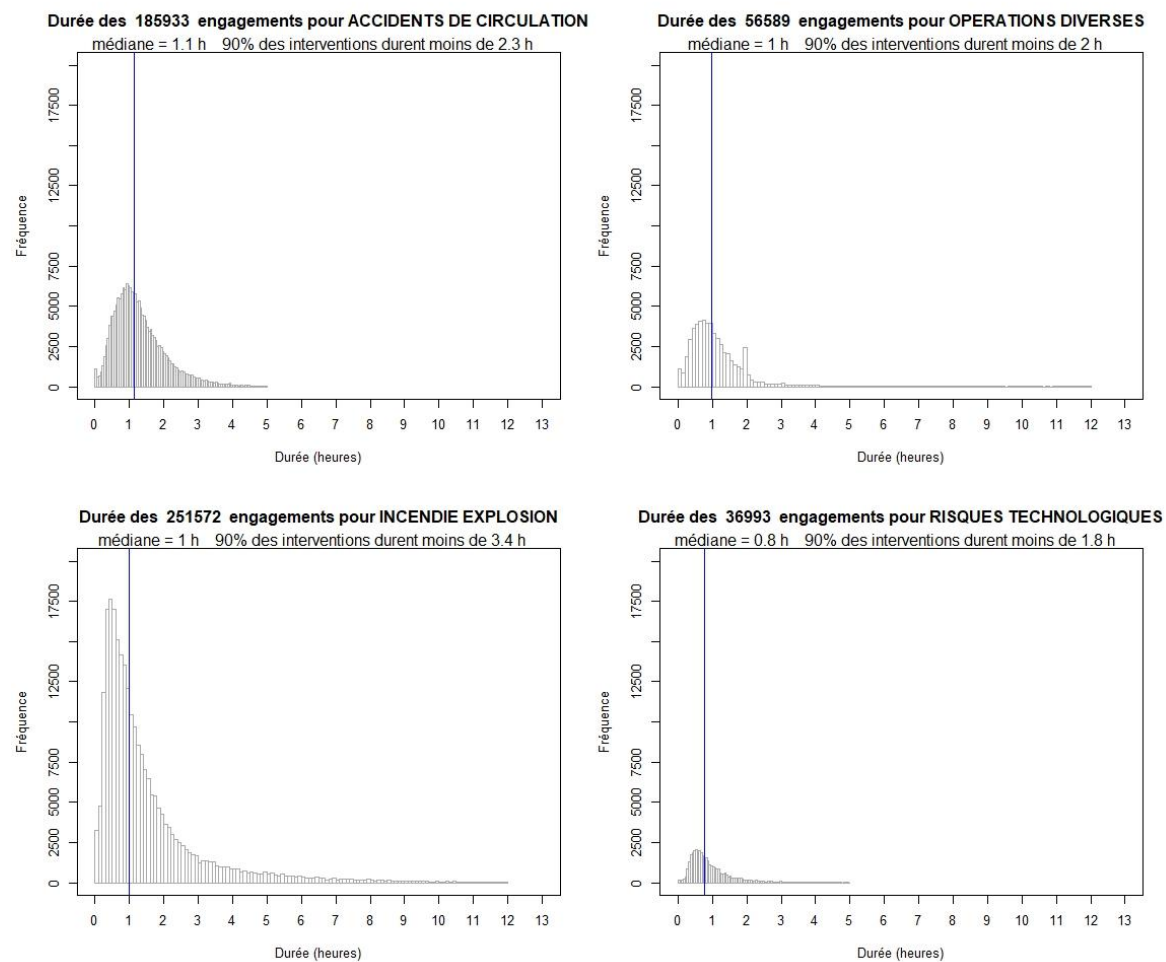 Durée des 185933 engagements pour ACCIDENTS DE CIRCULATION
médiane = 1.1 h 90% des interventions durent moins de 2.3 h
17500
12500
7500
5000
2500
0
Fréquence
0 1 2 3 4 5 6 7 8 9 10 11 12 13
Durée (heures)
Durée des 56589 engagements pour OPERATIONS DIVERSES
médiane = 1 h 90% des interventions durent moins de 2 h
17500
12500
7500
5000
2500
0
Fréquence
0 1 2 3 4 5 6 7 8 9 10 11 12 13
Durée (heures)
Durée des 251572 engagements pour INCENDIE EXPLOSION
médiane = 1 h 90% des interventions durent moins de 3.4 h
17500
12500
7500
5000
2500
0
Fréquence
0 1 2 3 4 5 6 7 8 9 10 11 12 13
Durée (heures)
Durée des 36993 engagements pour RISQUES TECHNOLOGIQUES
médiane = 0.8 h 90% des interventions durent moins de 1.8 h
17500
12500
7500
5000
2500
0
Fréquence
0 1 2 3 4 5 6 7 8 9 10 11 12 13
Durée (heures)